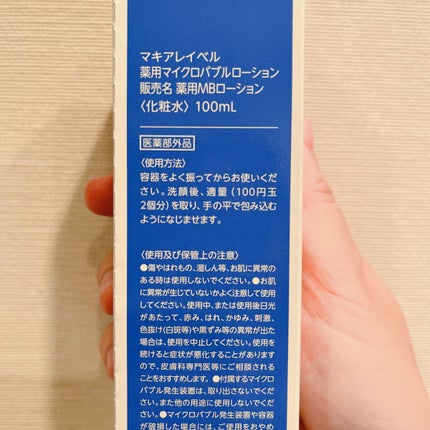 マキアレイベル
薬用マイクロバブルローション
販売名 薬用MBローション
〈化粧水〉 100mL
医薬部外品
〈使用方法〉
容器をよく振ってからお使いく
ださい。洗顔後、適量（100円玉
2個分）を取り、手の平で包み込む
ようになじませます。
〈使用及び保管上の注意〉
●傷やはれもの、湿しん等、お肌に異常の
ある時は使用しないでください。●お肌
に異常が生じていないかよく注意して使用
してください。使用中、または使用後日光
があたって、赤み、はれ、かゆみ、刺激、
色抜け(白斑等)や黒ずみ等の異常が出た
場合は、使用を中止してください。使用を
続けると症状が悪化することがあります
ので、皮膚科専門医等にご相談される
ことをおすすめします。●付属するマイクロ
バブル発生装置は、取り出さないでくだ
さい。また他の用途に使用しないでください。
●マイクロバブル発生装置や容器
が破損した場合には、ご使用をおやめ